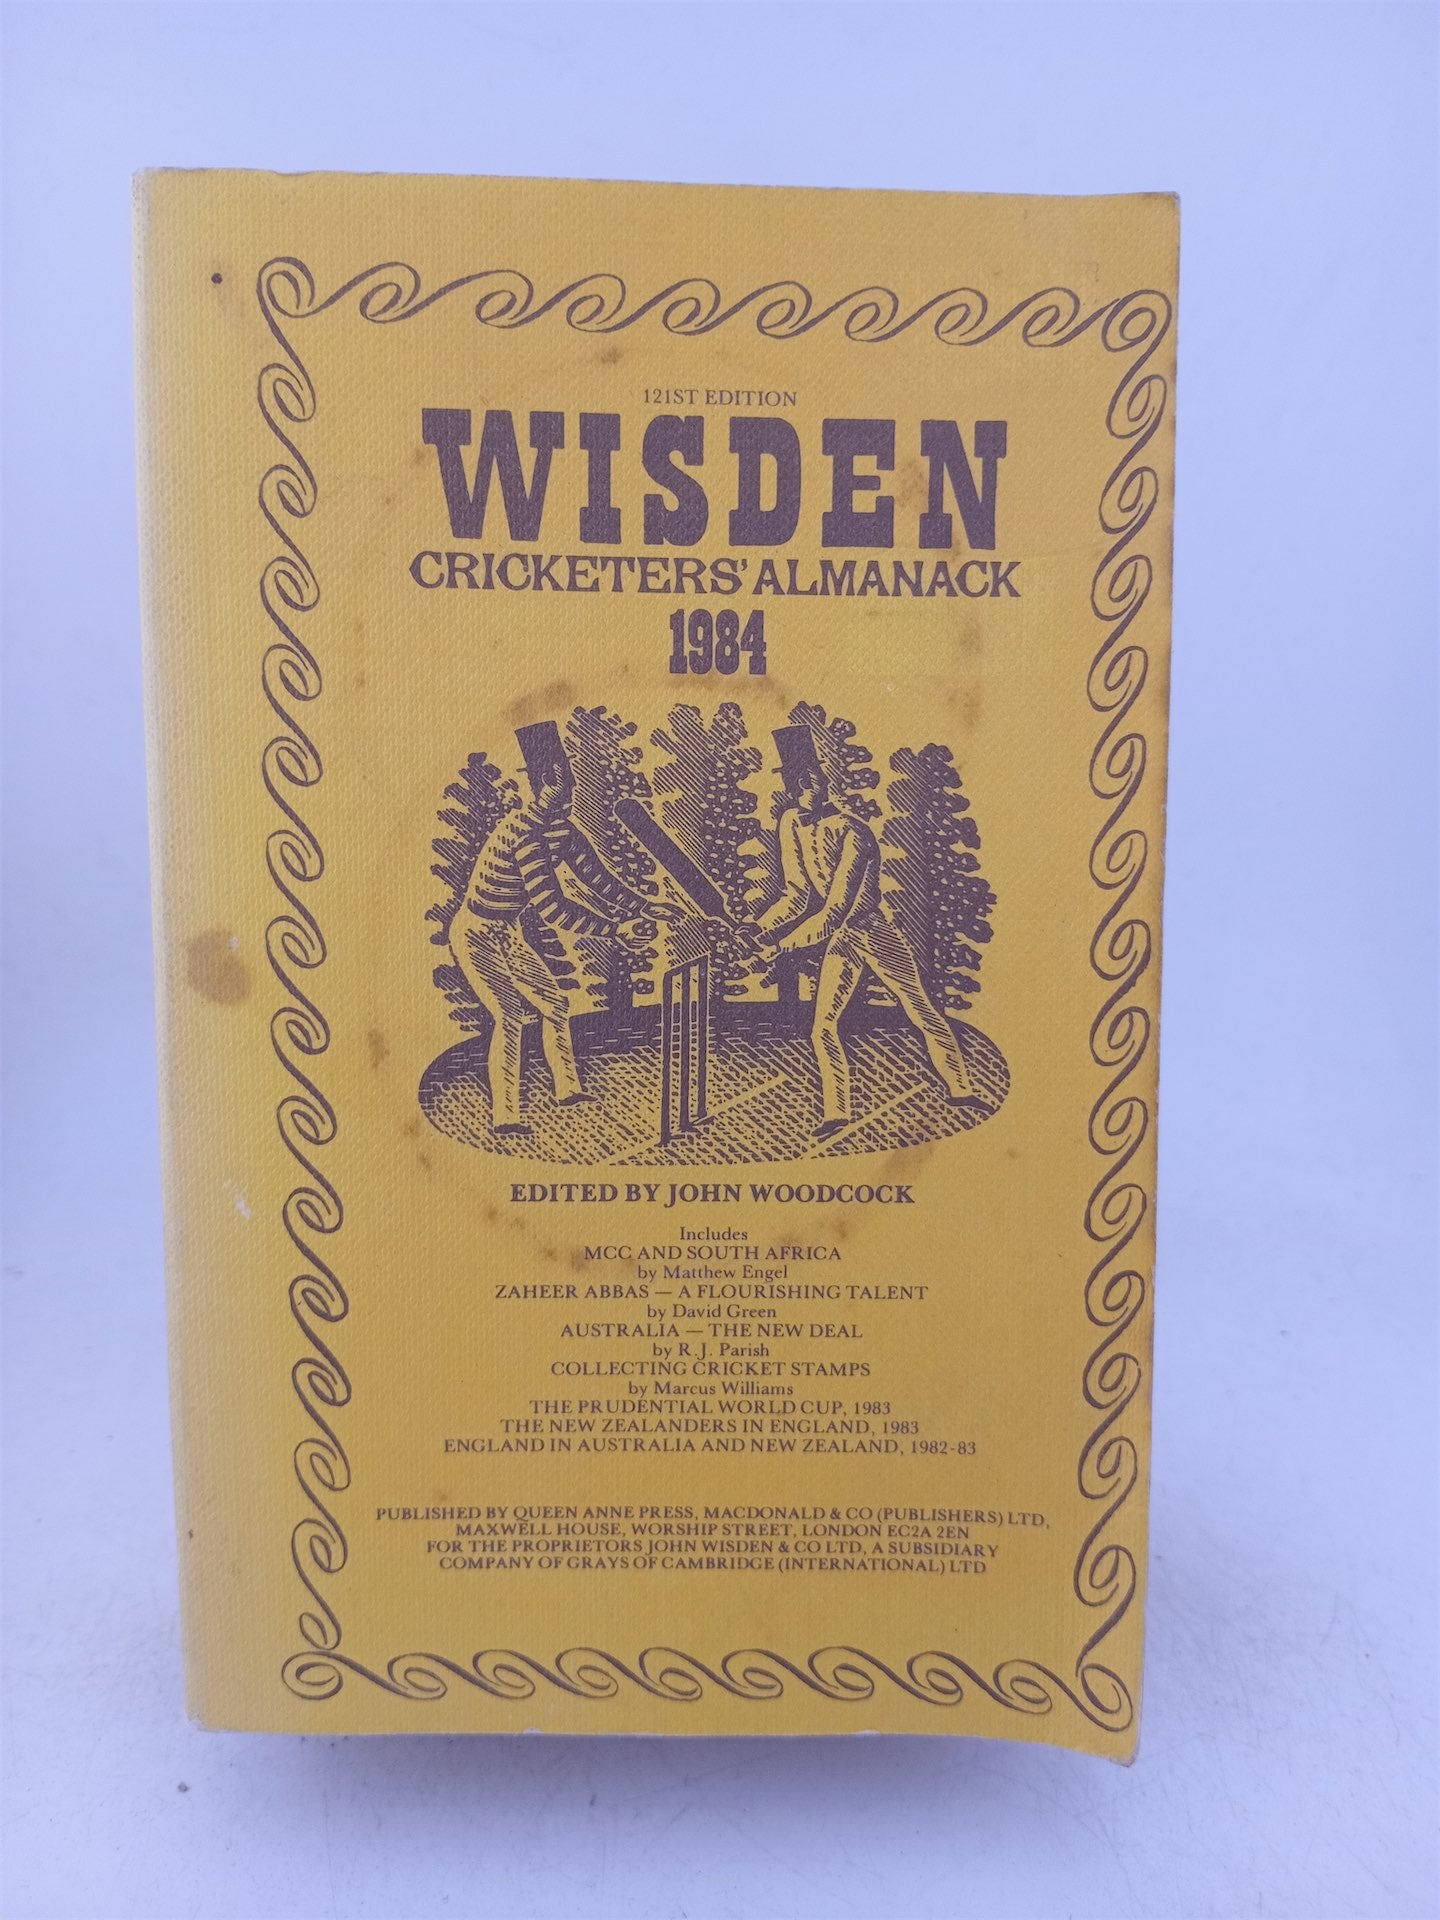 121ST EDITION
WISDEN
CRICKETERS' ALMANACK
1984
EDITED BY JOHN WOODCOCK
Includes
MCC AND SOUTH AFRICA
by Matthew Engel
ZAHEER ABBAS — A FLOURISHING TALENT
by David Green
AUSTRALIA — THE NEW DEAL
by R.J. Parish
COLLECTING CRICKET STAMPS
by Marcus Williams
THE PRUDENTIAL WORLD CUP, 1983
THE NEW ZEALANDERS IN ENGLAND, 1983
ENGLAND IN AUSTRALIA AND NEW ZEALAND, 1982-83
PUBLISHED BY QUEEN ANNE PRESS, MACDONALD & CO (PUBLISHERS) LTD,
MAXWELL HOUSE, WORSHIP STREET, LONDON EC2A 2EN
FOR THE PROPRIETORS JOHN WISDEN & CO LTD, A SUBSIDIARY
COMPANY OF GRAYS OF CAMBRIDGE (INTERNATIONAL) LTD